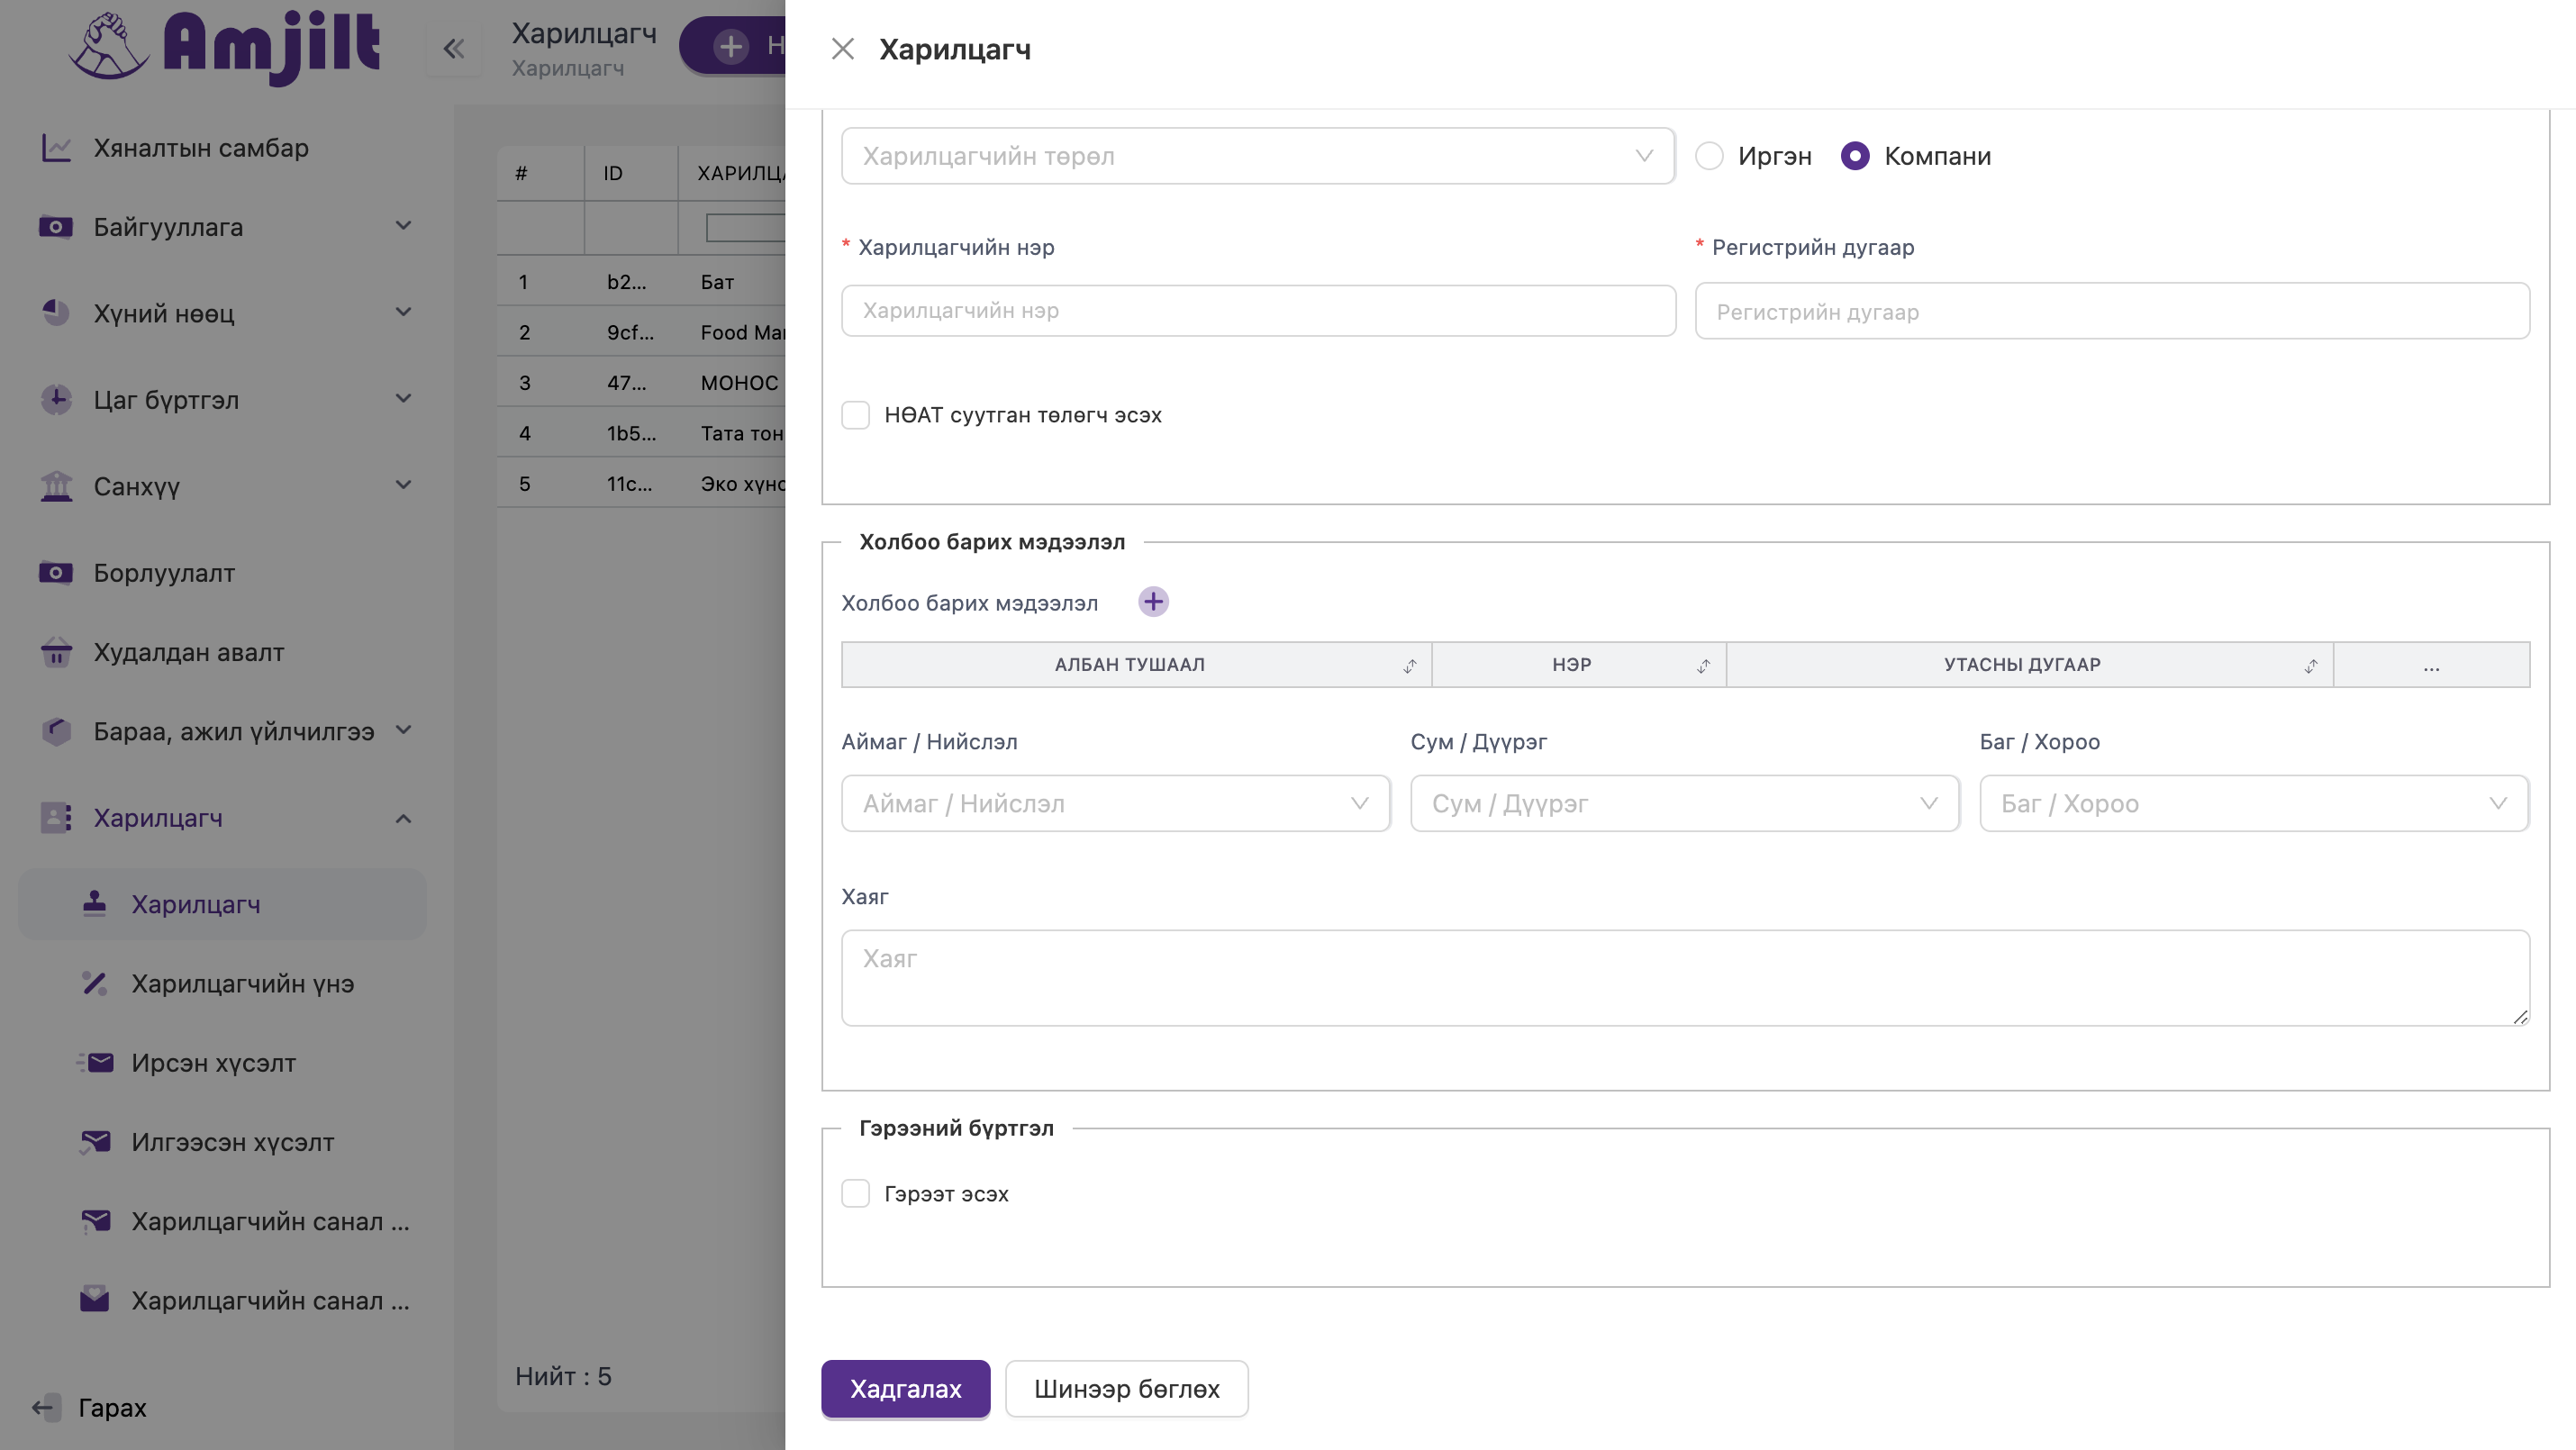 Amjilt
Хяналтын самбар
Байгууллага
Хүний нөөц
Цаг бүртгэл
Санхүү
Борлуулалт
Худалдан авалт
Бараа, ажил үйлчилгээ
Харилцагч
Харилцагч
Харилцагчийн үнэ
Ирсэн хүсэлт
Илгээсэн хүсэлт
Харилцагчийн санал ...
Харилцагчийн санал ...
Гарах
Харилцагч
Харилцагч
# ID
1 b2... Бат
2 9cf... Food
3 47... МОНОС
4 1b5... Тата
5 11c... Эко
Нийт : 5
Харилцагч
Харилцагчийн төрөл Иргэн Компани
* Харилцагчийн нэр * Регистрийн дугаар
Харилцагчийн нэр Регистрийн дугаар
НӨАТ суутган төлөгч эсэх
Холбоо барих мэдээлэл
Холбоо барих мэдээлэл
АЛБАН ТУШААЛ НЭР УТАСНЫ ДУГААР ...
Аймаг / Нийслэл Сум / Дүүрэг Баг / Хороо
Аймаг / Нийслэл Сум / Дүүрэг Баг / Хороо
Хаяг
Хаяг
Гэрээний бүртгэл
Гэрээт эсэх
Хадгалах Шинээр бөглөх